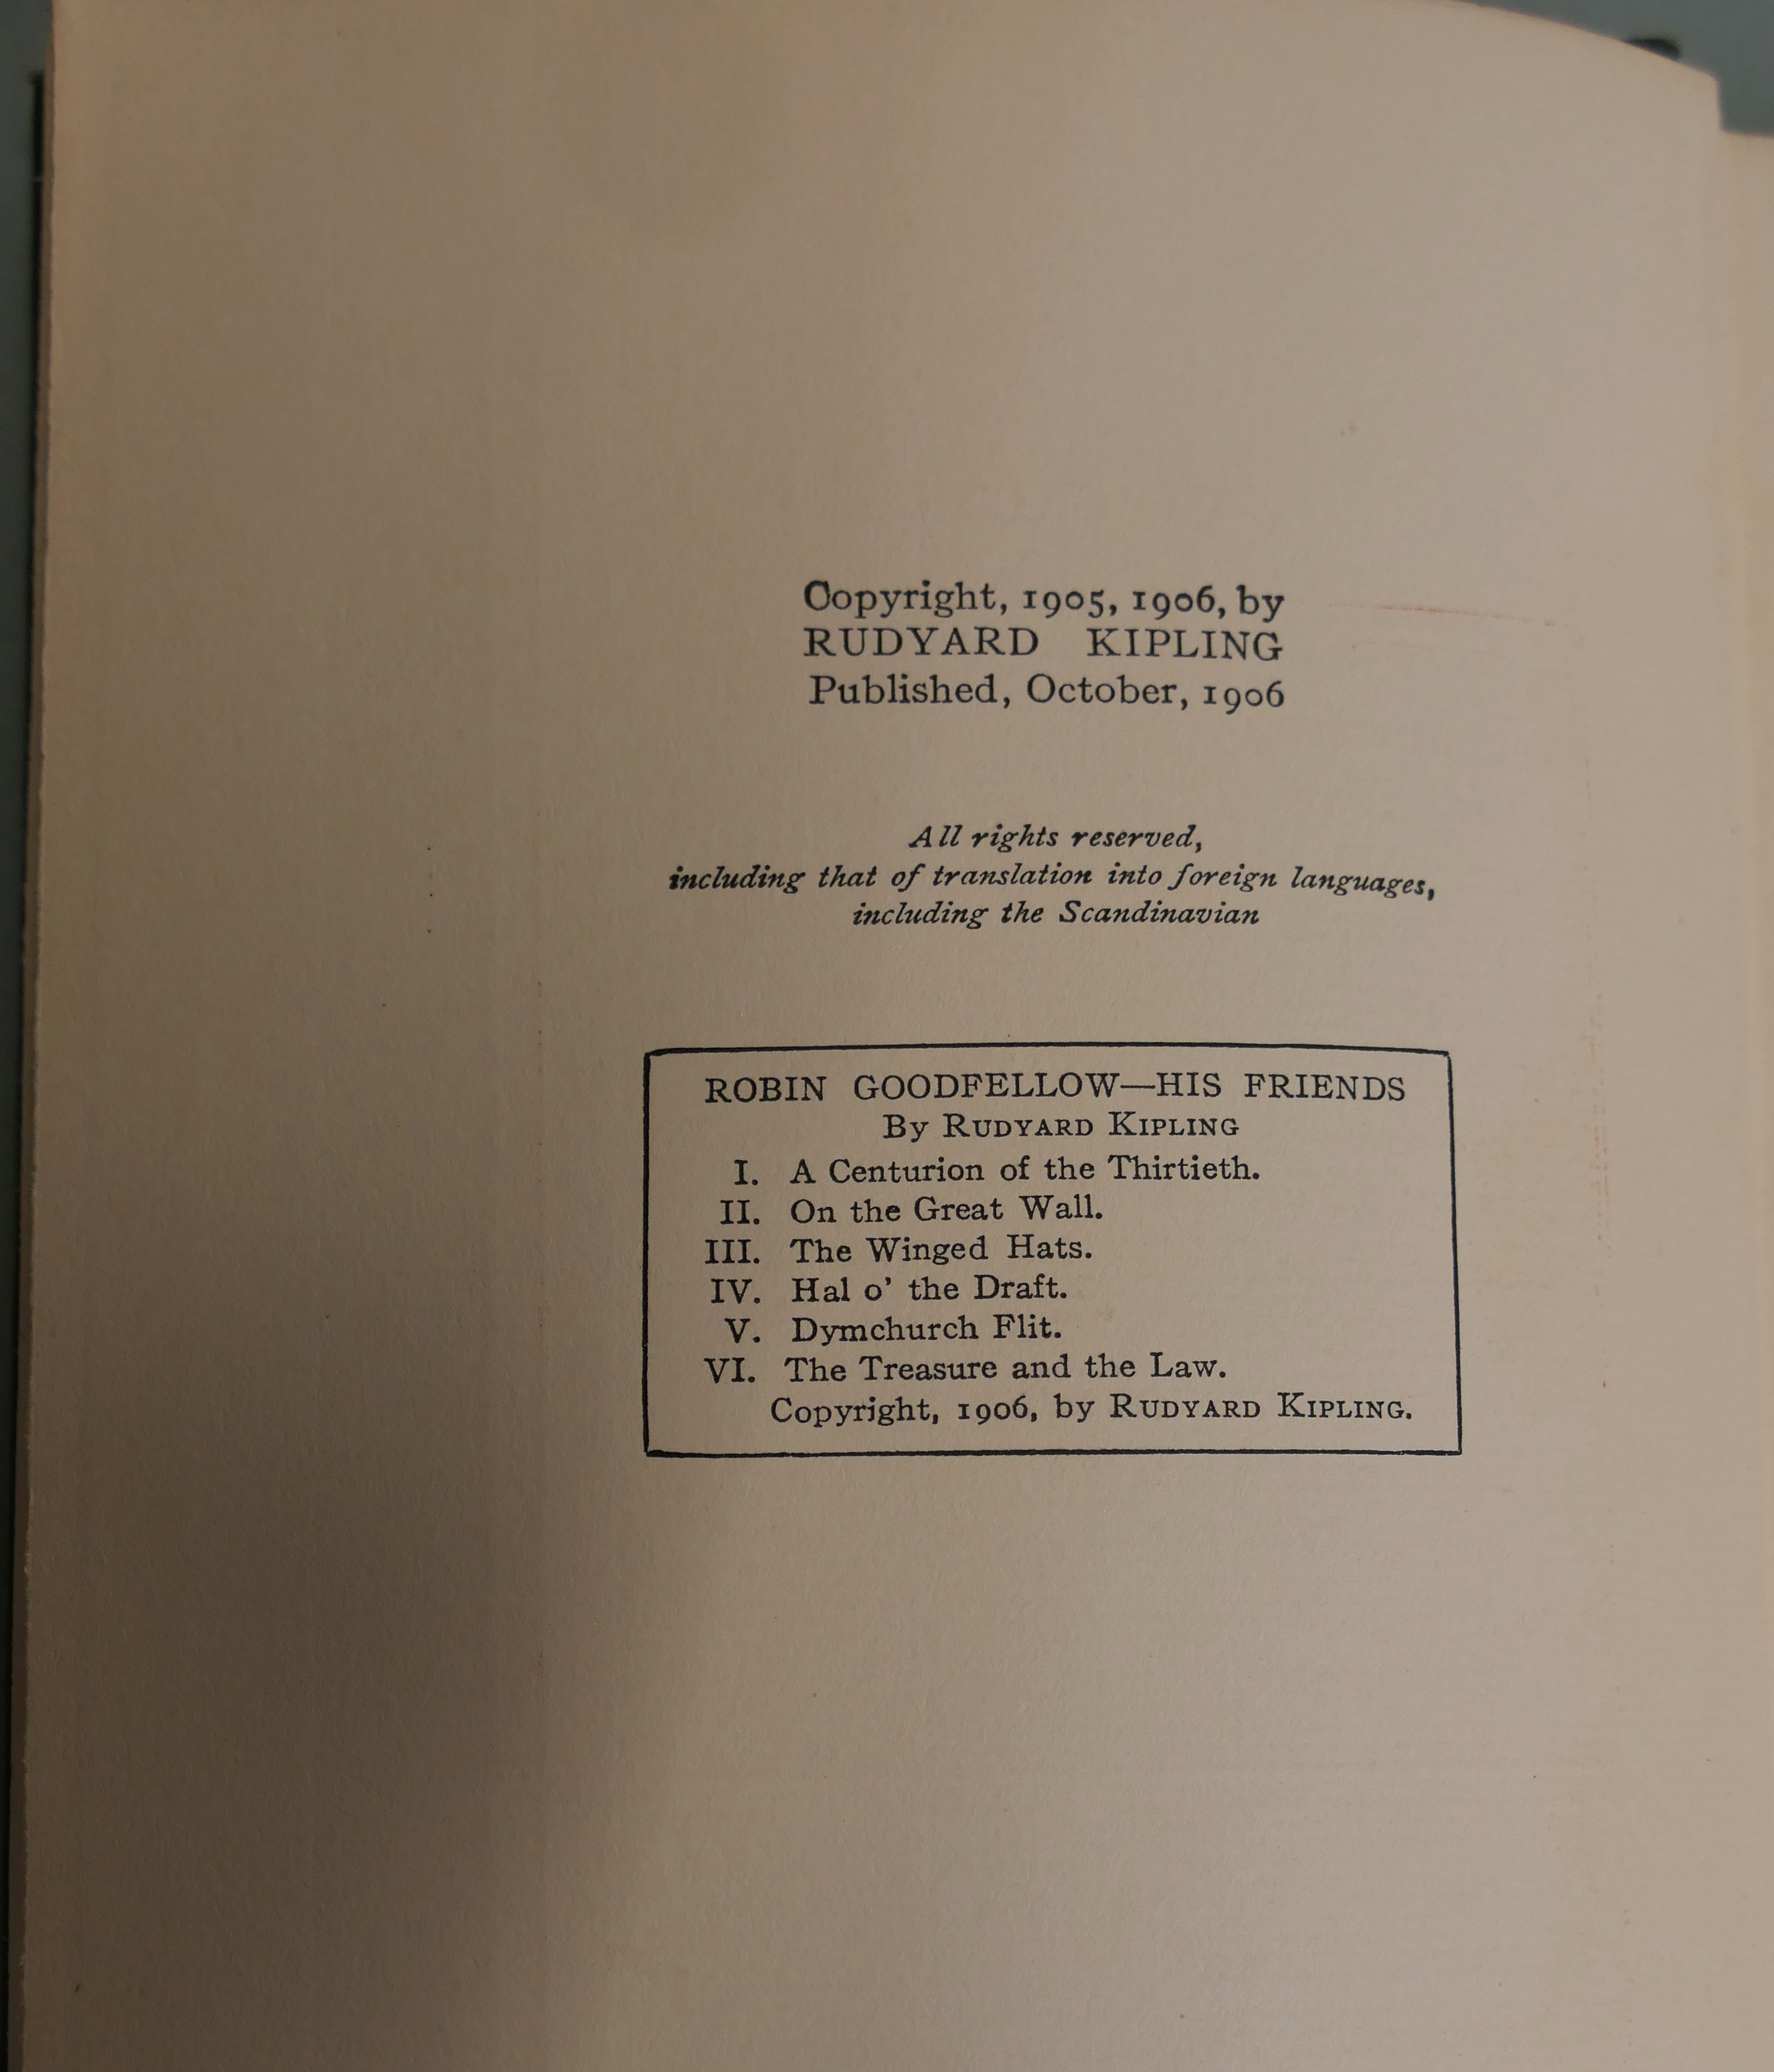 Copyright, 1905, 1906, by
RUDYARD KIPLING
Published, October, 1906
All rights reserved,
including that of translation into foreign languages,
including the Scandinavian
ROBIN GOODFELLOW—HIS FRIENDS
By RUDYARD KIPLING
I. A Centurion of the Thirtieth.
II. On the Great Wall.
III. The Winged Hats.
IV. Hal o' the Draft.
V. Dymchurch Flit.
VI. The Treasure and the Law.
Copyright, 1906, by RUDYARD KIPLING.